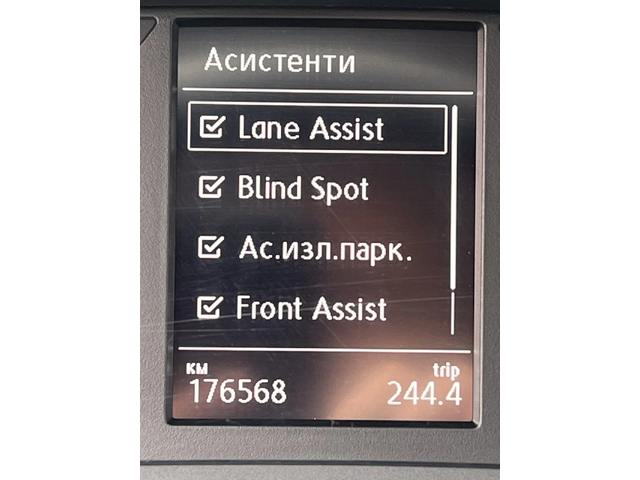 Асистенти
Lane Assist
Blind Spot
Ас.изл.парк.
Front Assist
км trip
176568 244.4